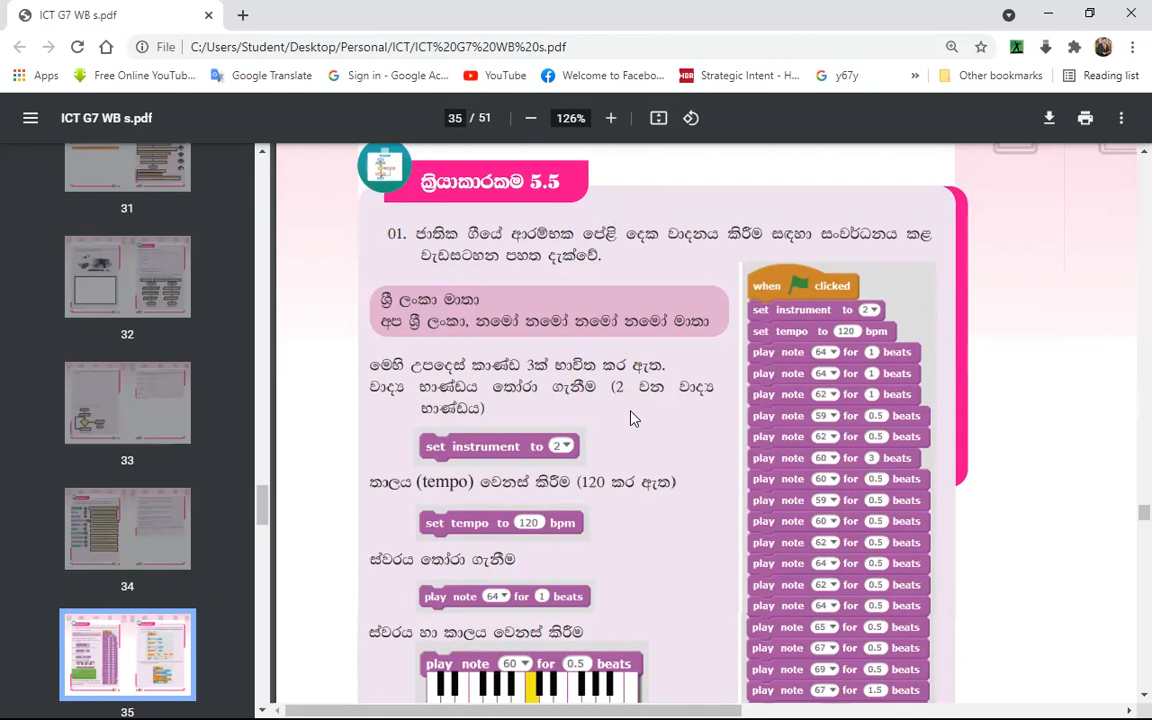 ICT G7 WB s.pdf
File
C:/Users/Student/Desktop/Personal/ICT/ICT%20G7%20WB%20s.pdf
Apps
Free Online YouTub...
Google Translate
Sign in - Google Ac...
YouTube
Welcome to Facebo...
HBR
Strategic Intent - H...
y67y
»
Other bookmarks
Reading list
ICT G7 WB s.pdf
35 / 51
126%
31
32
33
34
35
ක්‍රියාකාරකම 5.5
01. ජාතික ගීයේ ආරම්භක පේළි දෙක වාදනය කිරීම සඳහා සංවර්ධනය කළ
වැඩසටහන පහත දැක්වේ.
ශ්‍රී ලංකා මාතා
අප ශ්‍රී ලංකා, නමෝ නමෝ නමෝ නමෝ මාතා
මෙහි උපදෙස් කාණ්ඩ 3ක් භාවිත කර ඇත.
වාද්‍ය භාණ්ඩය තෝරා ගැනීම (2 වන වාද්‍ය
භාණ්ඩය)
set instrument to 2
තාලය (tempo) වෙනස් කිරීම (120 කර ඇත)
set tempo to 120 bpm
ස්වරය තෝරා ගැනීම
play note 64 for 1 beats
ස්වරය හා කාලය වෙනස් කිරීම
play note 60 for 0.5 beats
when clicked
set instrument to 2
set tempo to 120 bpm
play note 64 for 1 beats
play note 64 for 1 beats
play note 62 for 1 beats
play note 59 for 0.5 beats
play note 62 for 0.5 beats
play note 60 for 3 beats
play note 60 for 0.5 beats
play note 59 for 0.5 beats
play note 60 for 0.5 beats
play note 62 for 0.5 beats
play note 64 for 0.5 beats
play note 62 for 0.5 beats
play note 64 for 0.5 beats
play note 65 for 0.5 beats
play note 67 for 0.5 beats
play note 69 for 0.5 beats
play note 67 for 1.5 beats